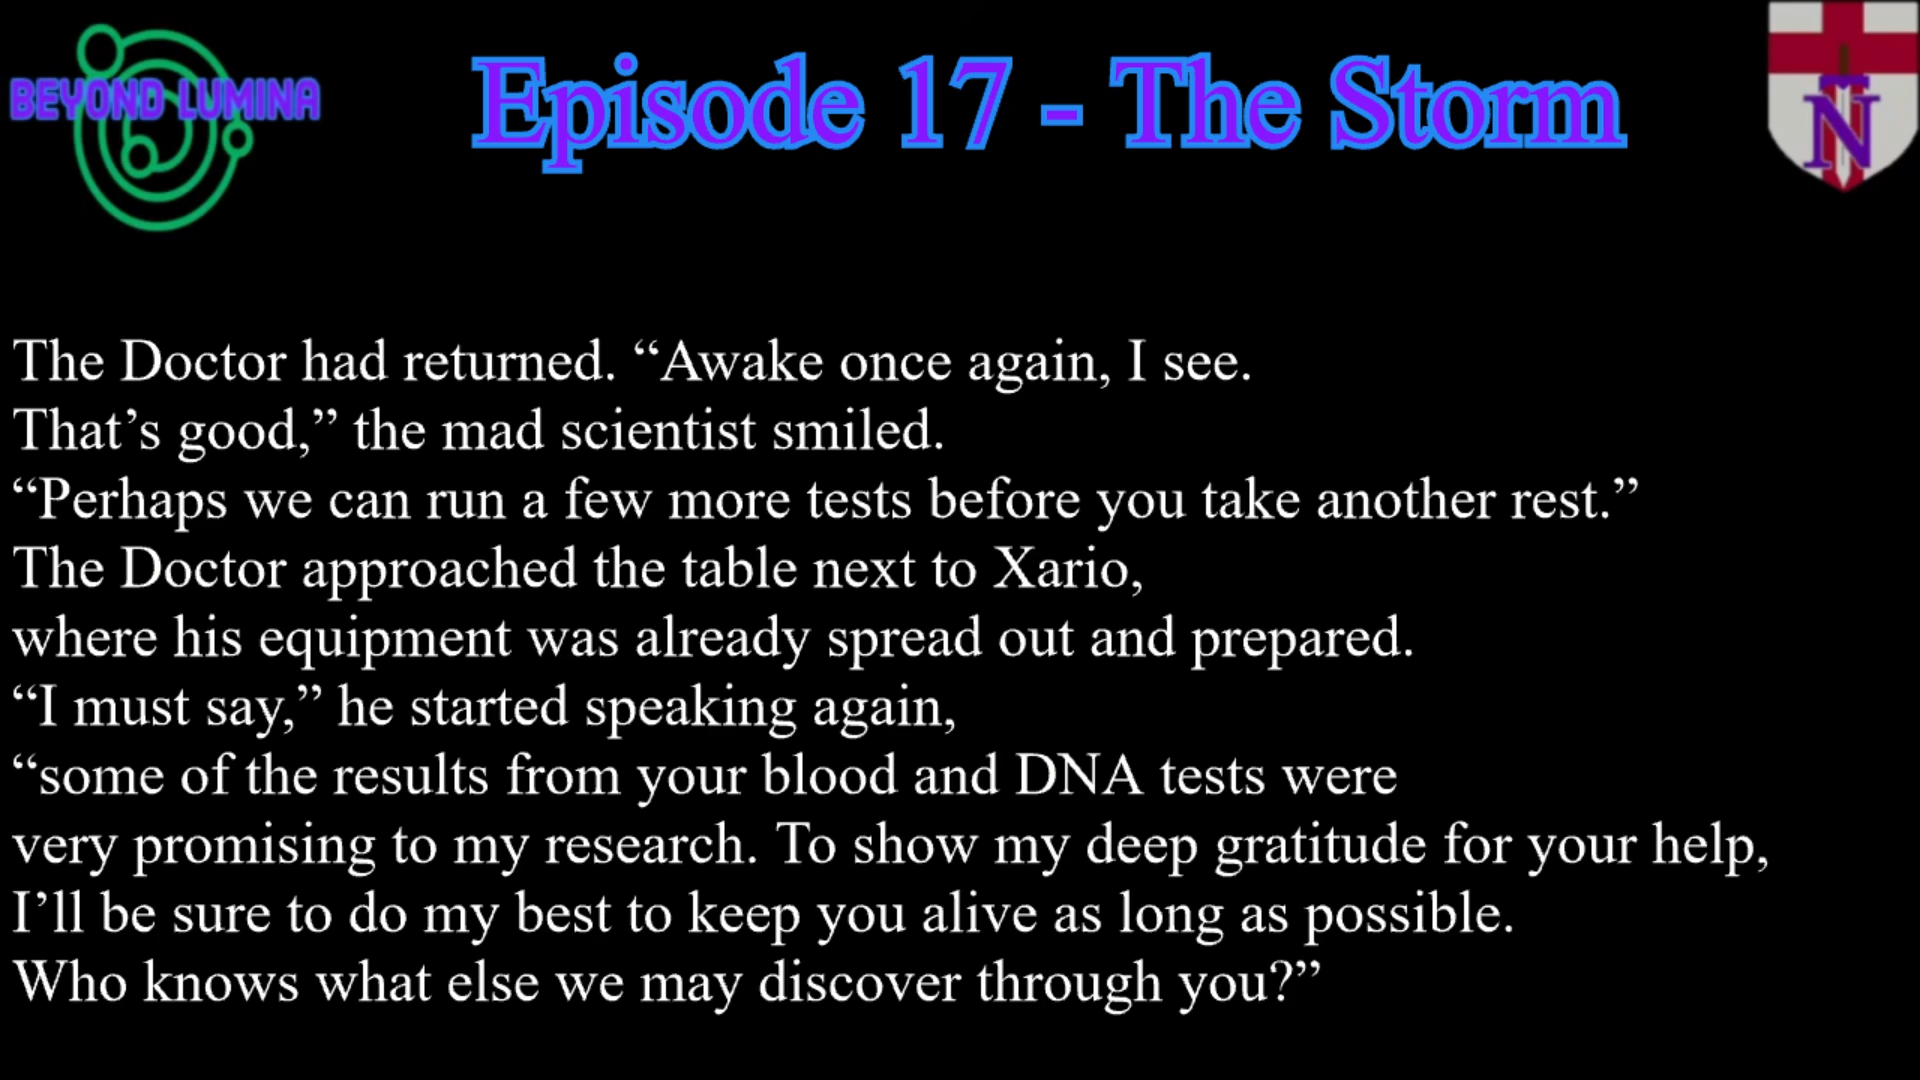 BEYOND LUMINA
Episode 17 - The Storm
N
The Doctor had returned. “Awake once again, I see.
That’s good,” the mad scientist smiled.
“Perhaps we can run a few more tests before you take another rest.”
The Doctor approached the table next to Xario,
where his equipment was already spread out and prepared.
“I must say,” he started speaking again,
“some of the results from your blood and DNA tests were
very promising to my research. To show my deep gratitude for your help,
I’ll be sure to do my best to keep you alive as long as possible.
Who knows what else we may discover through you?”